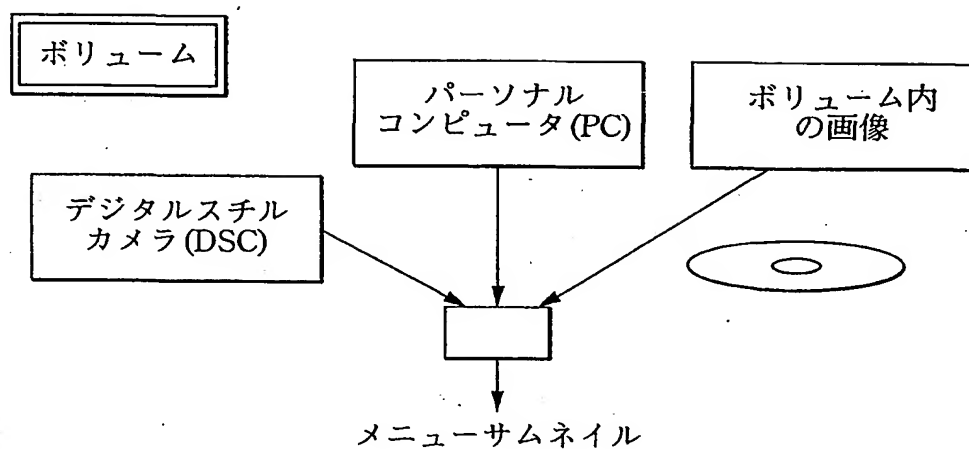 ボリューム
パーソナル
コンピュータ(PC)
ボリューム内
の画像
デジタルスチル
カメラ(DSC)
メニューサムネイル